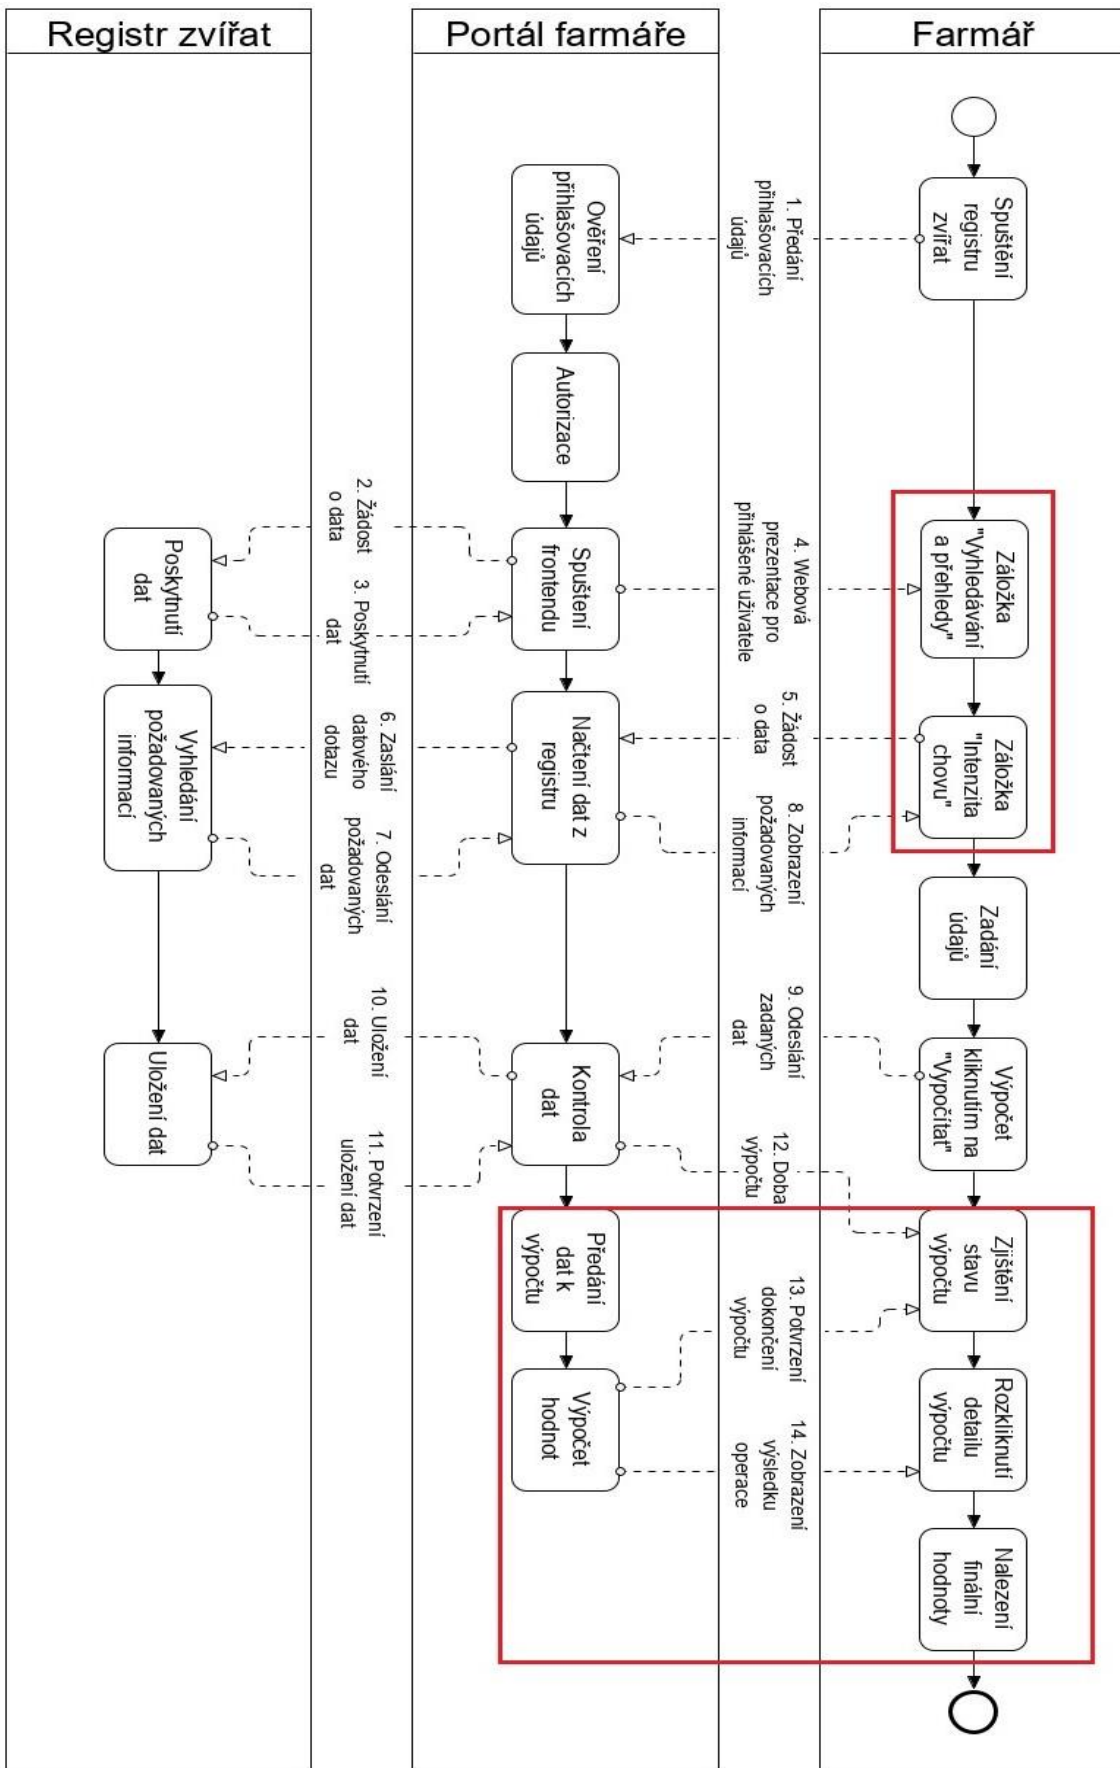 Registr zvířat
Portál farmáře
Farmář
Spuštění
registru
zvířat
1. Předání
přihlašovacích
údajů
Ověření
přihlašovacích
údajů
Autorizace
Spuštení
frontendu
2. Žádost
o data
Poskytnutí
dat
3. Poskytnutí
dat
4. Webová
prezentace pro
přihlášené uživatele
Záložka
"Vyhledávání
a přehledy"
Záložka
"Intenzita
chovu"
5. Žádost
o data
Načtení dat z
registru
6. Zaslání
datového
dotazu
Vyhledání
požadovaných
informací
7. Odeslání
požadovaných
dat
8. Zobrazení
požadovaných
informací
Zadání
údajů
Výpočet
kliknutím na
"Vypočítat"
9. Odeslání
zadaných
dat
Kontrola
dat
10. Uložení
dat
Uložení dat
11. Potvrzení
uložení dat
12. Doba
výpočtu
Zjištění
stavu
výpočtu
Předání
dat k
výpočtu
Výpočet
hodnot
13. Potvrzení
dokončení
výpočtu
14. Zobrazení
výsledku
operace
Rozkliknutí
detailu
výpočtu
Nalezení
finální
hodnoty